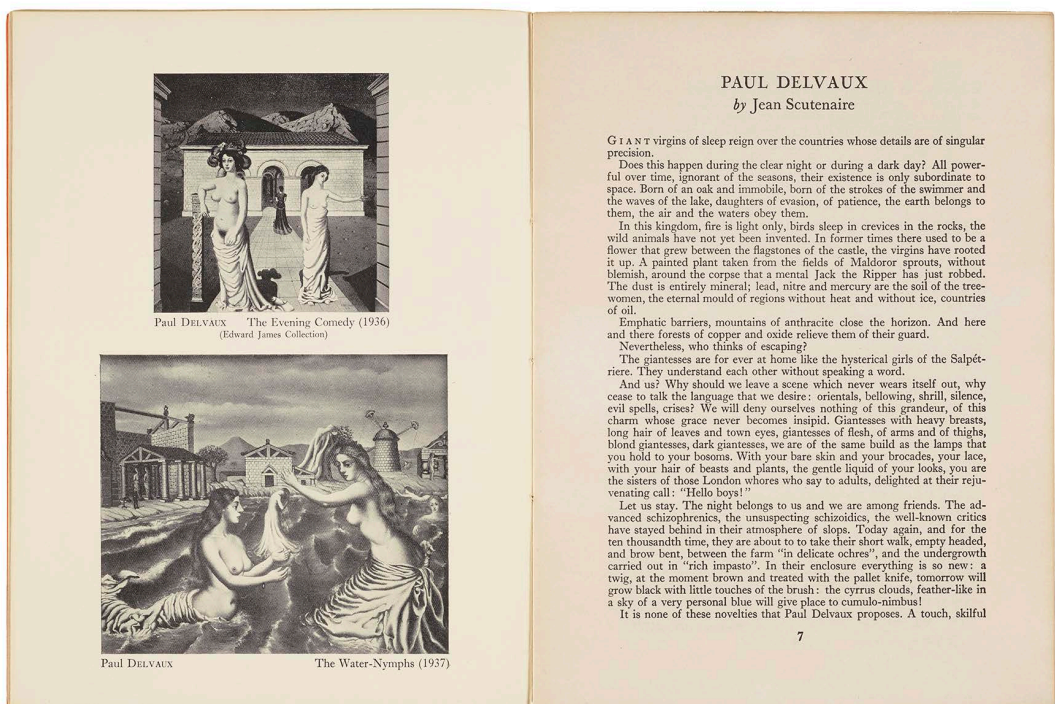 Paul DELVAUX The Evening Comedy (1936)
(Edward James Collection)
Paul DELVAUX The Water-Nymphs (1937)
PAUL DELVAUX
by Jean Scutenaire
GIANT virgins of sleep reign over the countries whose details are of singular
precision.
Does this happen during the clear night or during a dark day? All power-
ful over time, ignorant of the seasons, their existence is only subordinate to
space. Born of an oak and immobile, born of the strokes of the swimmer and
the waves of the lake, daughters of evasion, of patience, the earth belongs to
them, the air and the waters obey them.
In this kingdom, fire is light only, birds sleep in crevices in the rocks, the
wild animals have not yet been invented. In former times there used to be a
flower that grew between the flagstones of the castle, the virgins have rooted
it up. A painted plant taken from the fields of Maldoror sprouts, without
blemish, around the corpse that a mental Jack the Ripper has just robbed.
The dust is entirely mineral; lead, nitre and mercury are the soil of the tree-
women, the eternal mould of regions without heat and without ice, countries
of oil.
Emphatic barriers, mountains of anthracite close the horizon. And here
and there forests of copper and oxide relieve them of their guard.
Nevertheless, who thinks of escaping?
The giantesses are for ever at home like the hysterical girls of the Salpét-
riere. They understand each other without speaking a word.
And us? Why should we leave a scene which never wears itself out, why
cease to talk the language that we desire: orientals, bellowing, shrill, silence,
evil spells, crises? We will deny ourselves nothing of this grandeur, of this
charm whose grace never becomes insipid. Giantesses with heavy breasts,
long hair of leaves and town eyes, giantesses of flesh, of arms and of thighs,
blond giantesses, dark giantesses, we are of the same build as the lamps that
you hold to your bosoms. With your bare skin and your brocades, your lace,
with your hair of beasts and plants, the gentle liquid of your looks, you are
the sisters of those London whores who say to adults, delighted at their reju-
venating call: "Hello boys!"
Let us stay. The night belongs to us and we are among friends. The ad-
vanced schizophrenics, the unsuspecting schizoidics, the well-known critics
have stayed behind in their atmosphere of slops. Today again, and for the
ten thousandth time, they are about to to take their short walk, empty headed,
and brow bent, between the farm "in delicate ochres", and the undergrowth
carried out in "rich impasto". In their enclosure everything is so new: a
twig, at the moment brown and treated with the pallet knife, tomorrow will
grow black with little touches of the brush: the cyrrus clouds, feather-like in
a sky of a very personal blue will give place to cumulo-nimbus!
It is none of these novelties that Paul Delvaux proposes. A touch, skilful
7